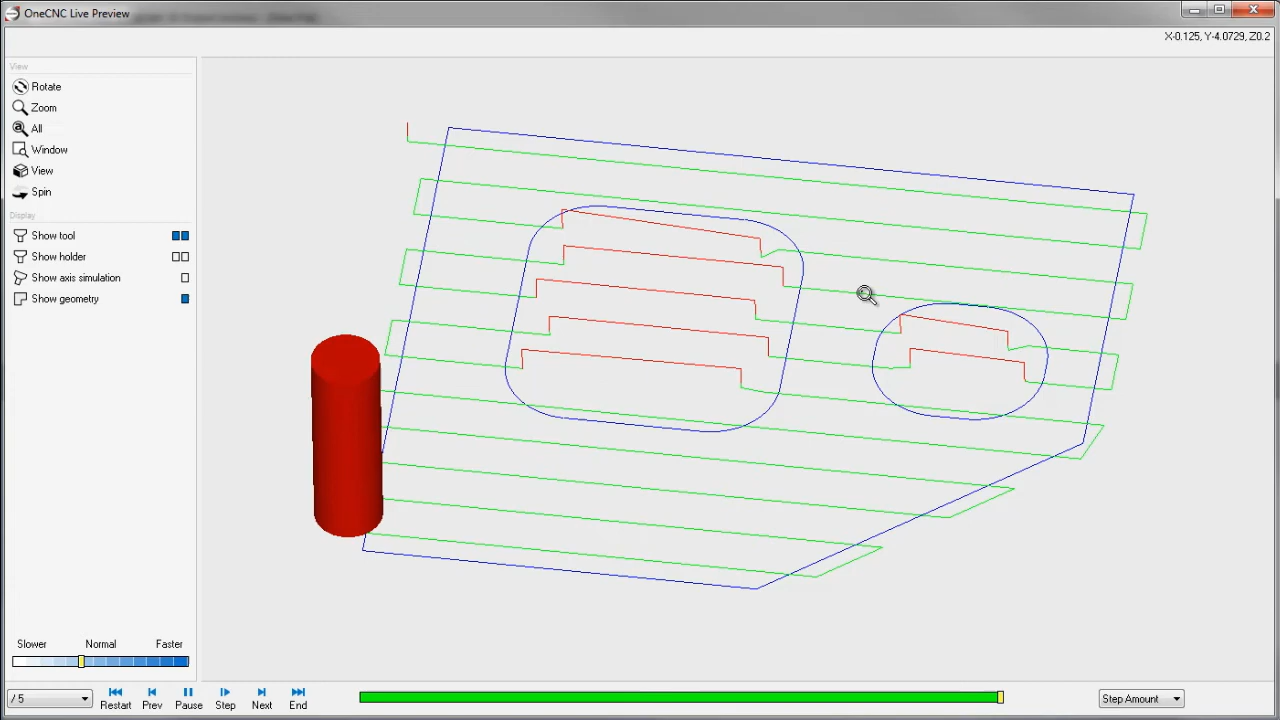 OneCNC Live Preview
X-0.125, Y-4.0729, Z0.2
View
Rotate
Zoom
All
Window
View
Spin
Display
Show tool
Show holder
Show axis simulation
Show geometry
Slower Normal Faster
/ 5
Restart Prev Pause Step Next End
Step Amount